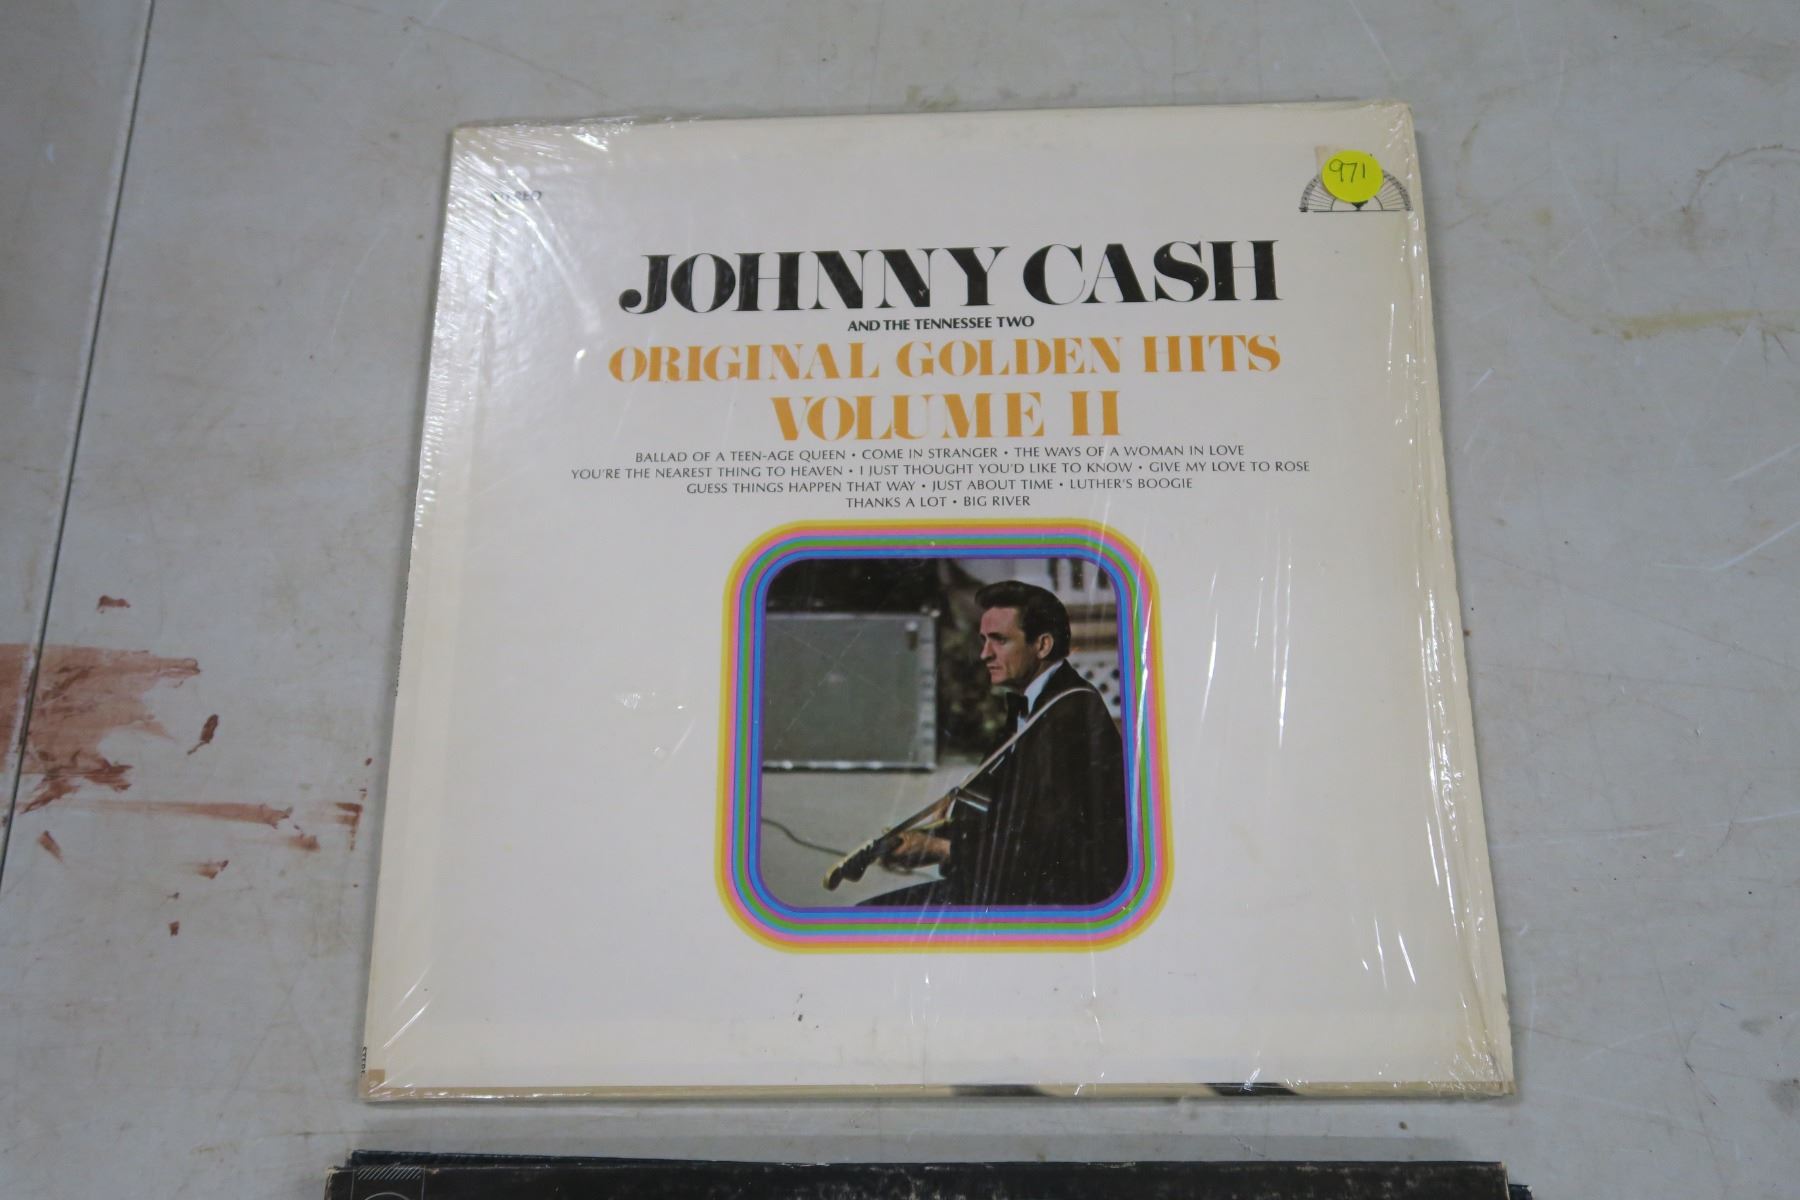 STEREO
971
JOHNNY CASH
AND THE TENNESSEE TWO
ORIGINAL GOLDEN HITS
VOLUME II
BALLAD OF A TEEN-AGE QUEEN • COME IN STRANGER • THE WAYS OF A WOMAN IN LOVE
YOU'RE THE NEAREST THING TO HEAVEN • I JUST THOUGHT YOU'D LIKE TO KNOW • GIVE MY LOVE TO ROSE
GUESS THINGS HAPPEN THAT WAY • JUST ABOUT TIME • LUTHER'S BOOGIE
THANKS A LOT • BIG RIVER